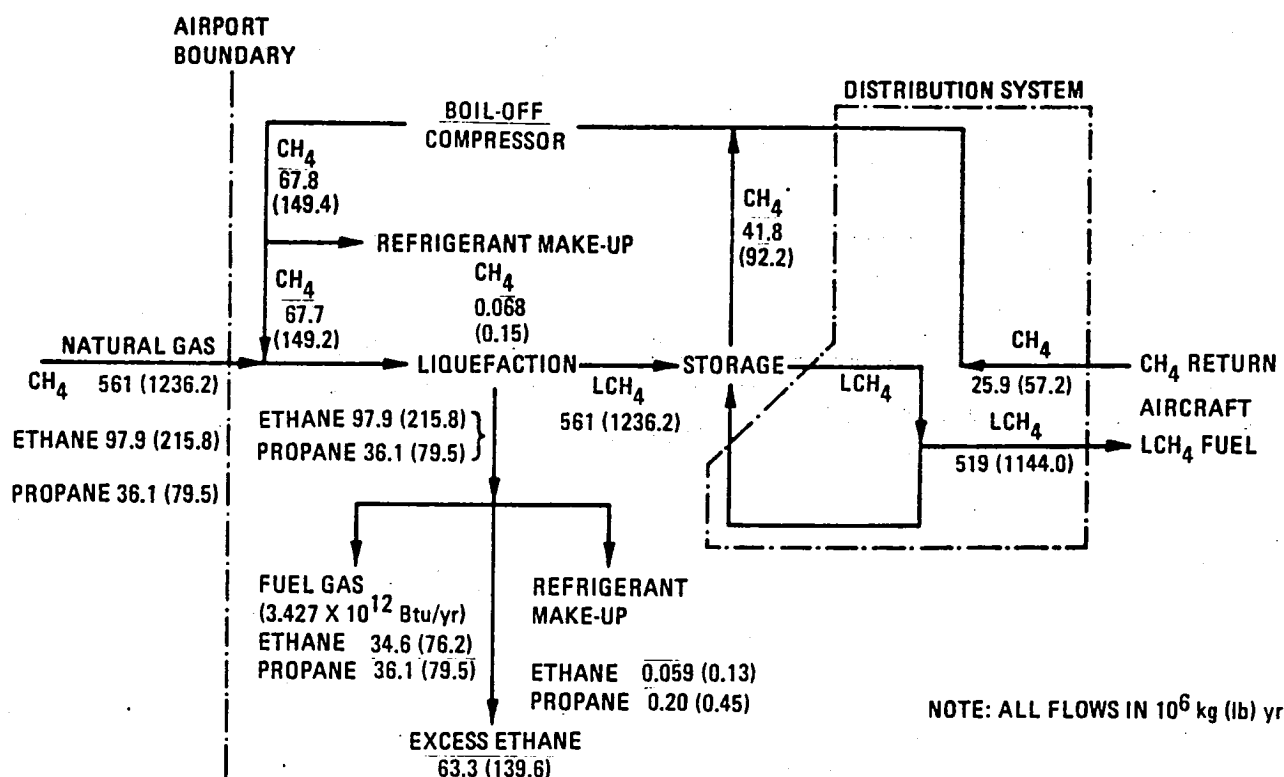 AIRPORT
BOUNDARY
DISTRIBUTION SYSTEM
BOIL-OFF
COMPRESSOR
CH4
67.8
(149.4)
CH4
41.8
(92.2)
REFRIGERANT MAKE-UP
CH4
0.068
(0.15)
CH4
67.7
(149.2)
NATURAL GAS
CH4 561 (1236.2)
LIQUEFACTION
LCH4
561 (1236.2)
STORAGE
LCH4
CH4
25.9 (57.2)
CH4 RETURN
AIRCRAFT
LCH4 FUEL
LCH4
519 (1144.0)
ETHANE 97.9 (215.8)
PROPANE 36.1 (79.5)
ETHANE 97.9 (215.8)
PROPANE 36.1 (79.5)
FUEL GAS
(3.427 X 10^12 Btu/yr)
ETHANE 34.6 (76.2)
PROPANE 36.1 (79.5)
REFRIGERANT
MAKE-UP
ETHANE 0.059 (0.13)
PROPANE 0.20 (0.45)
EXCESS ETHANE
63.3 (139.6)
NOTE: ALL FLOWS IN 10^6 kg (lb) yr